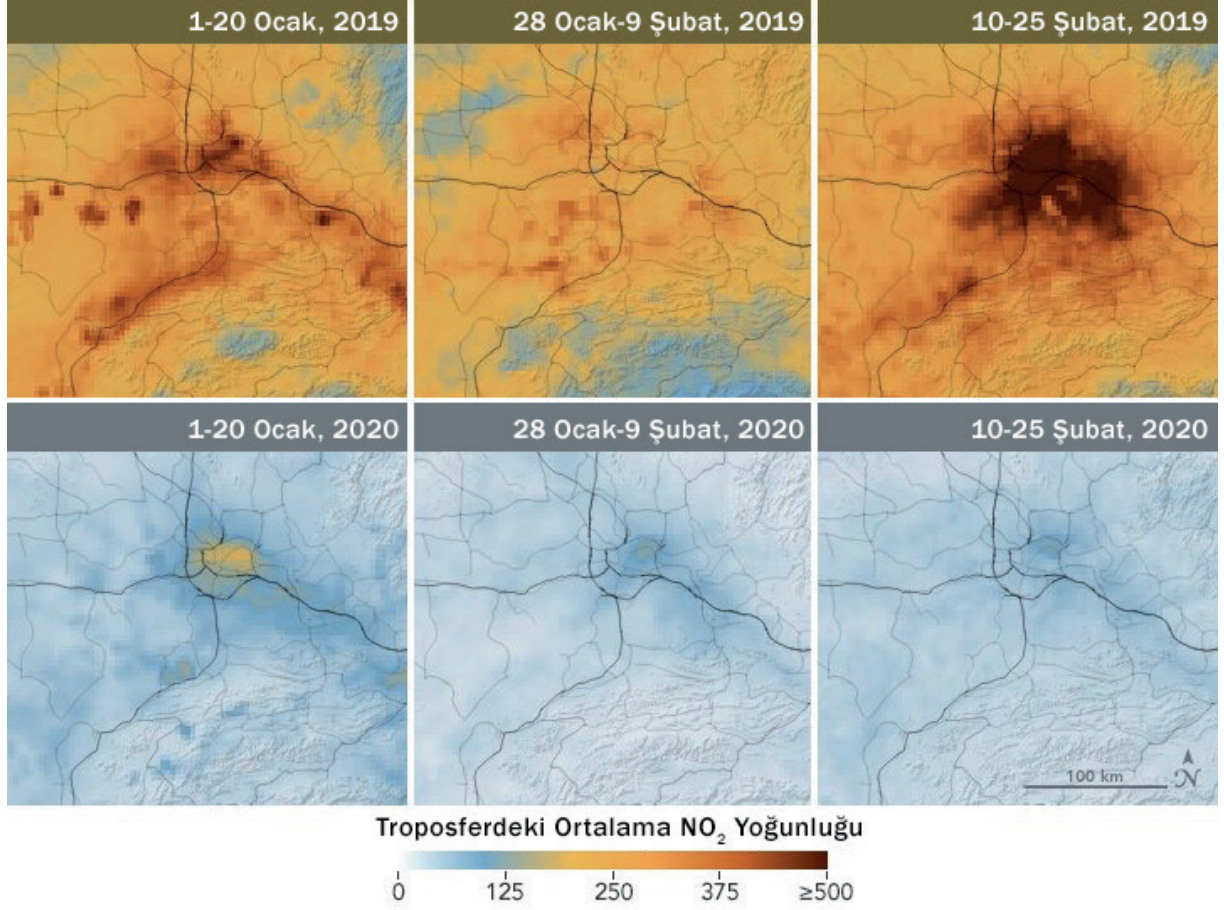 1-20 Ocak, 2019
28 Ocak-9 Şubat, 2019
10-25 Şubat, 2019
1-20 Ocak, 2020
28 Ocak-9 Şubat, 2020
10-25 Şubat, 2020
100 km
N
Troposferdeki Ortalama NO₂ Yoğunluğu
0 125 250 375 ≥500